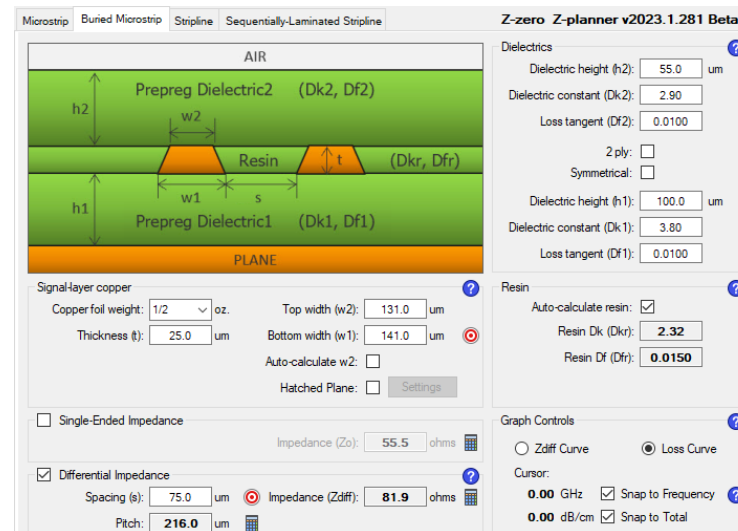 Microstrip Buried Microstrip Stripline Sequentially-Laminated Stripline Z-zero Z-planner v2023.1.281 Beta
AIR
Prepreg Dielectric2 (Dk2, Df2)
h2
w2
Resin t (Dkr, Dfr)
w1 s
h1
Prepreg Dielectric1 (Dk1, Df1)
PLANE
Dielectrics ?
Dielectric height (h2): 55.0 um
Dielectric constant (Dk2): 2.90
Loss tangent (Df2): 0.0100
2 ply:
Symmetrical:
Dielectric height (h1): 100.0 um
Dielectric constant (Dk1): 3.80
Loss tangent (Df1): 0.0100
Signal-layer copper ?
Copper foil weight: 1/2 oz. Top width (w2): 131.0 um
Thickness (t): 25.0 um Bottom width (w1): 141.0 um
Auto-calculate w2:
Hatched Plane: Settings
Resin ?
Auto-calculate resin:
Resin Dk (Dkr): 2.32
Resin Df (Dfr): 0.0150
Single-Ended Impedance
Impedance (Zo): 55.5 ohms
Differential Impedance ?
Spacing (s): 75.0 um Impedance (Zdiff): 81.9 ohms
Pitch: 216.0 um
Graph Controls ?
Zdiff Curve Loss Curve
Cursor:
0.00 GHz Snap to Frequency ?
0.00 dB/cm Snap to Total